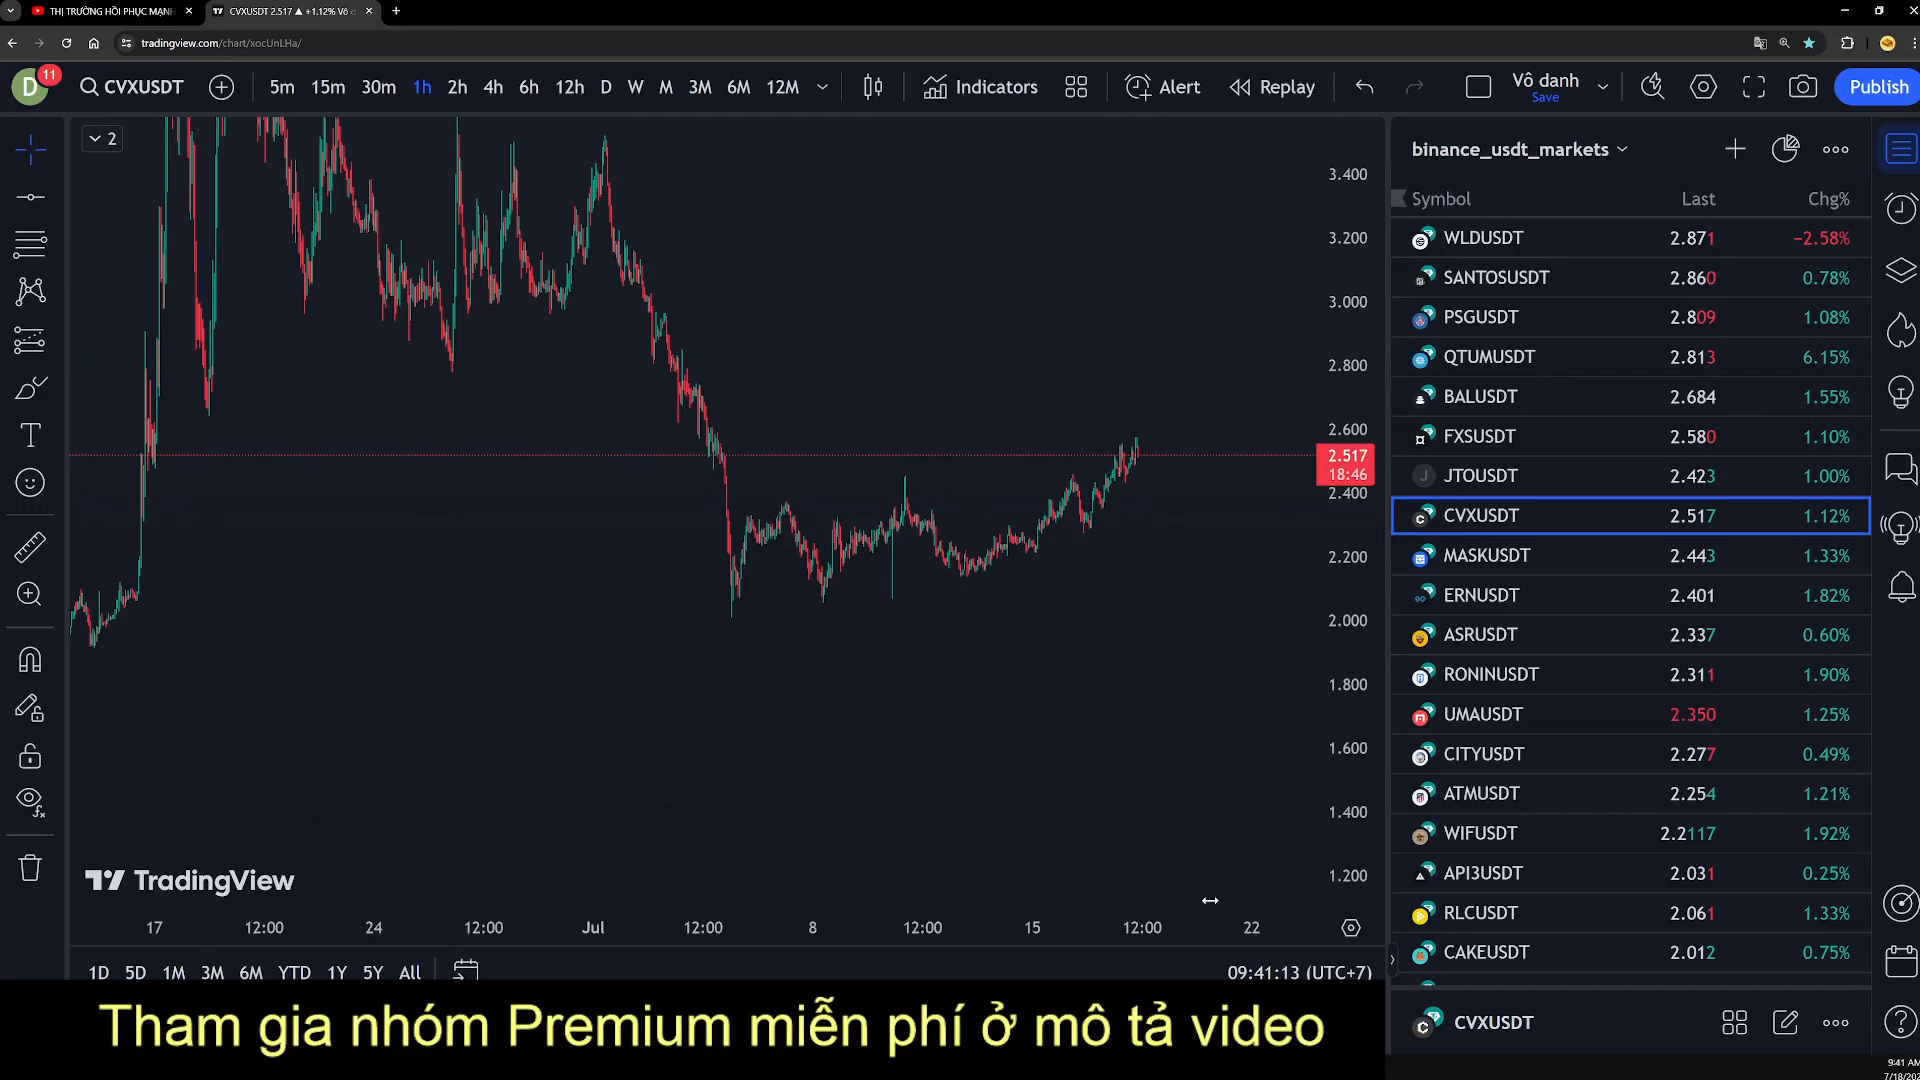 THỊ TRƯỜNG HỒI PHỤC MẠNH
CVXUSDT 2.517 ▲ +1.12% Vô d
tradingview.com/chart/xocUnLHa/
D 11 CVXUSDT 5m 15m 30m 1h 2h 4h 6h 12h D W M 3M 6M 12M Indicators Alert Replay Vô danh Save Publish
2
3.400
3.200
3.000
2.800
2.600
2.517
18:46
2.400
2.200
2.000
1.800
1.600
1.400
1.200
TradingView
17 12:00 24 12:00 Jul 12:00 8 12:00 15 12:00 22
1D 5D 1M 3M 6M YTD 1Y 5Y All 09:41:13 (UTC+7)
binance_usdt_markets
Symbol Last Chg%
WLDUSDT 2.871 −2.58%
SANTOSUSDT 2.860 0.78%
PSGUSDT 2.809 1.08%
QTUMUSDT 2.813 6.15%
BALUSDT 2.684 1.55%
FXSUSDT 2.580 1.10%
J JTOUSDT 2.423 1.00%
CVXUSDT 2.517 1.12%
MASKUSDT 2.443 1.33%
ERNUSDT 2.401 1.82%
ASRUSDT 2.337 0.60%
RONINUSDT 2.311 1.90%
UMAUSDT 2.350 1.25%
CITYUSDT 2.277 0.49%
ATMUSDT 2.254 1.21%
WIFUSDT 2.2117 1.92%
API3USDT 2.031 0.25%
RLCUSDT 2.061 1.33%
CAKEUSDT 2.012 0.75%
CVXUSDT
Tham gia nhóm Premium miễn phí ở mô tả video
9:41 AM
7/18/202